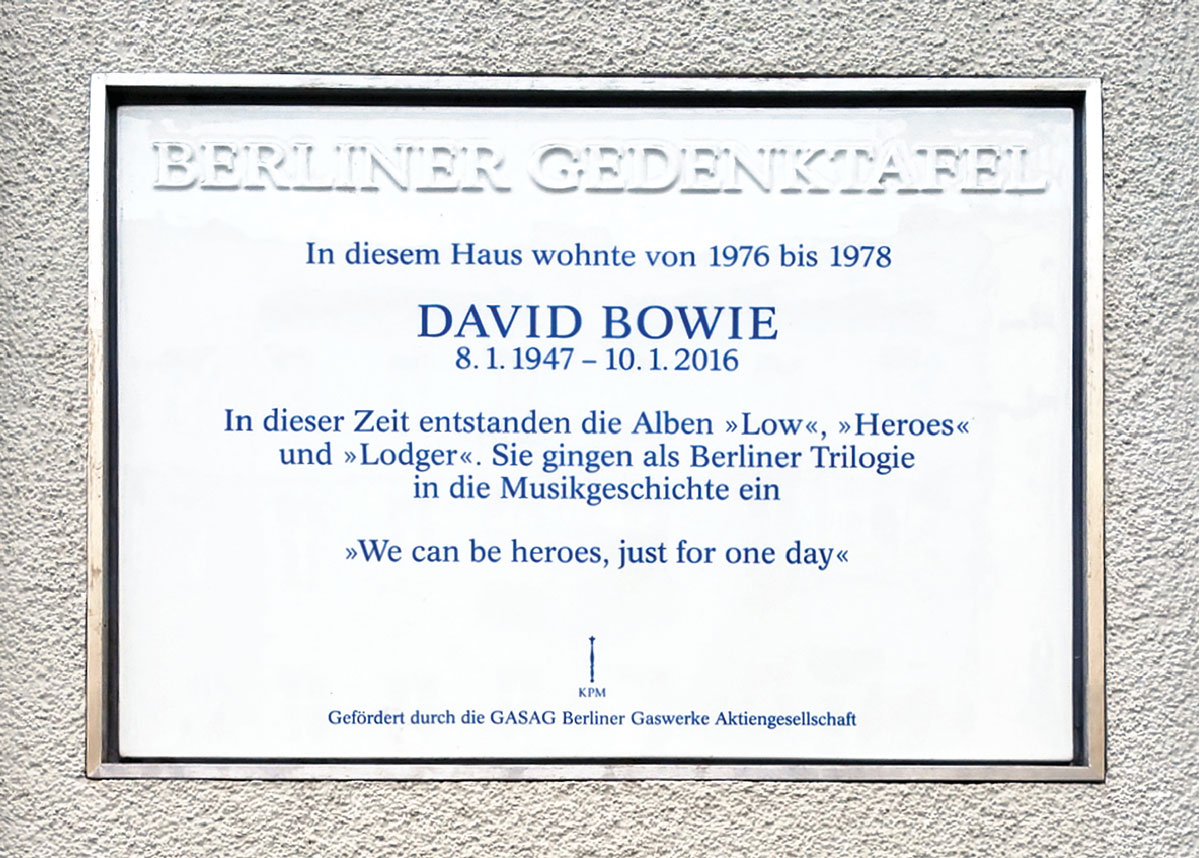 BERLINER GEDENKTAFEL
In diesem Haus wohnte von 1976 bis 1978
DAVID BOWIE
8. 1. 1947 – 10. 1. 2016
In dieser Zeit entstanden die Alben »Low«, »Heroes«
und »Lodger«. Sie gingen als Berliner Trilogie
in die Musikgeschichte ein
»We can be heroes, just for one day«
KPM
Gefördert durch die GASAG Berliner Gaswerke Aktiengesellschaft